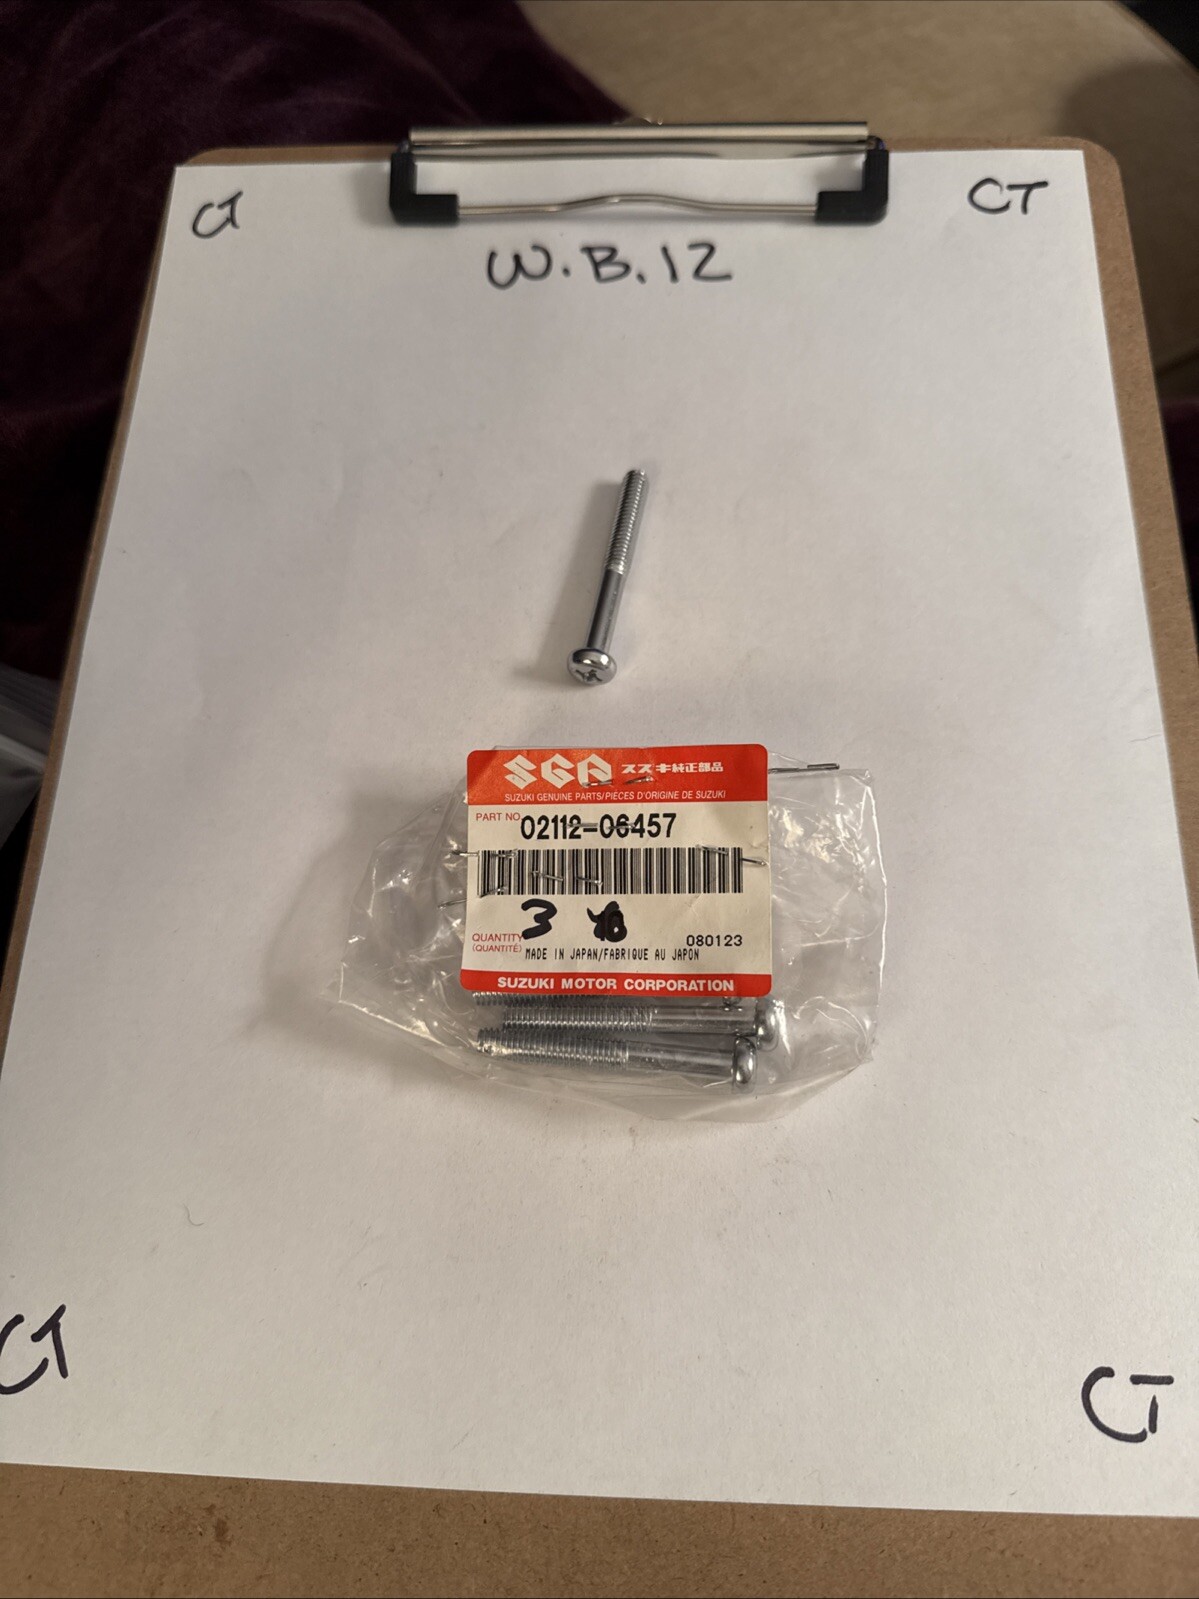 CT
CT
W.B.12
SGP スズキ純正部品
SUZUKI GENUINE PARTS/PIÈCES D'ORIGINE DE SUZUKI
PART NO. 02112-06457
3
QUANTITY
(QUANTITÉ)
080123
MADE IN JAPAN/FABRIQUE AU JAPON
SUZUKI MOTOR CORPORATION
CT
CT